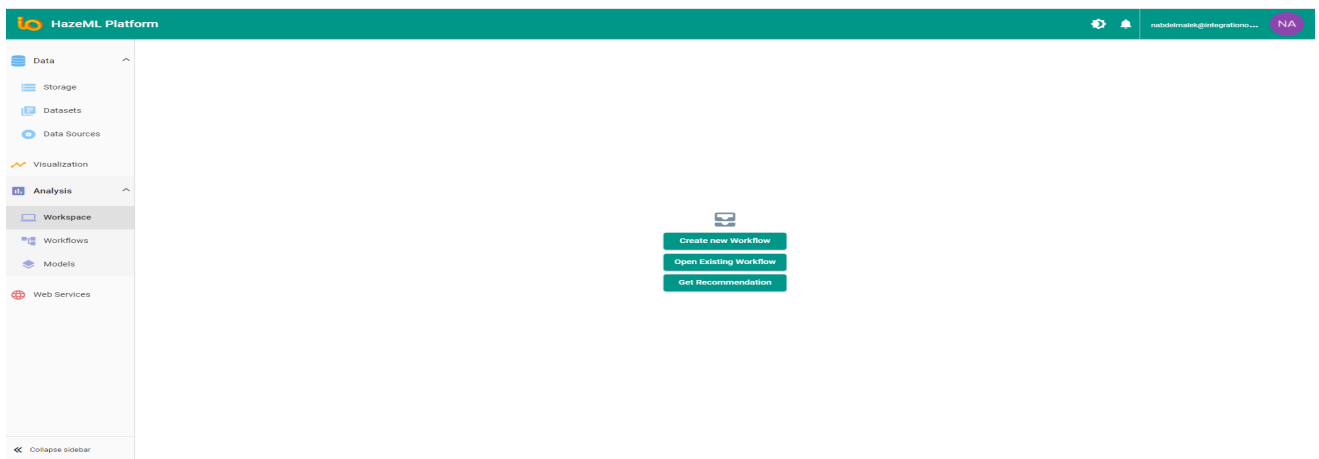 io HazeML Platform
nabdelmalek@integrationo...
NA
Data
Storage
Datasets
Data Sources
Visualization
Analysis
Workspace
Workflows
Models
Web Services
Create new Workflow
Open Existing Workflow
Get Recommendation
Collapse sidebar